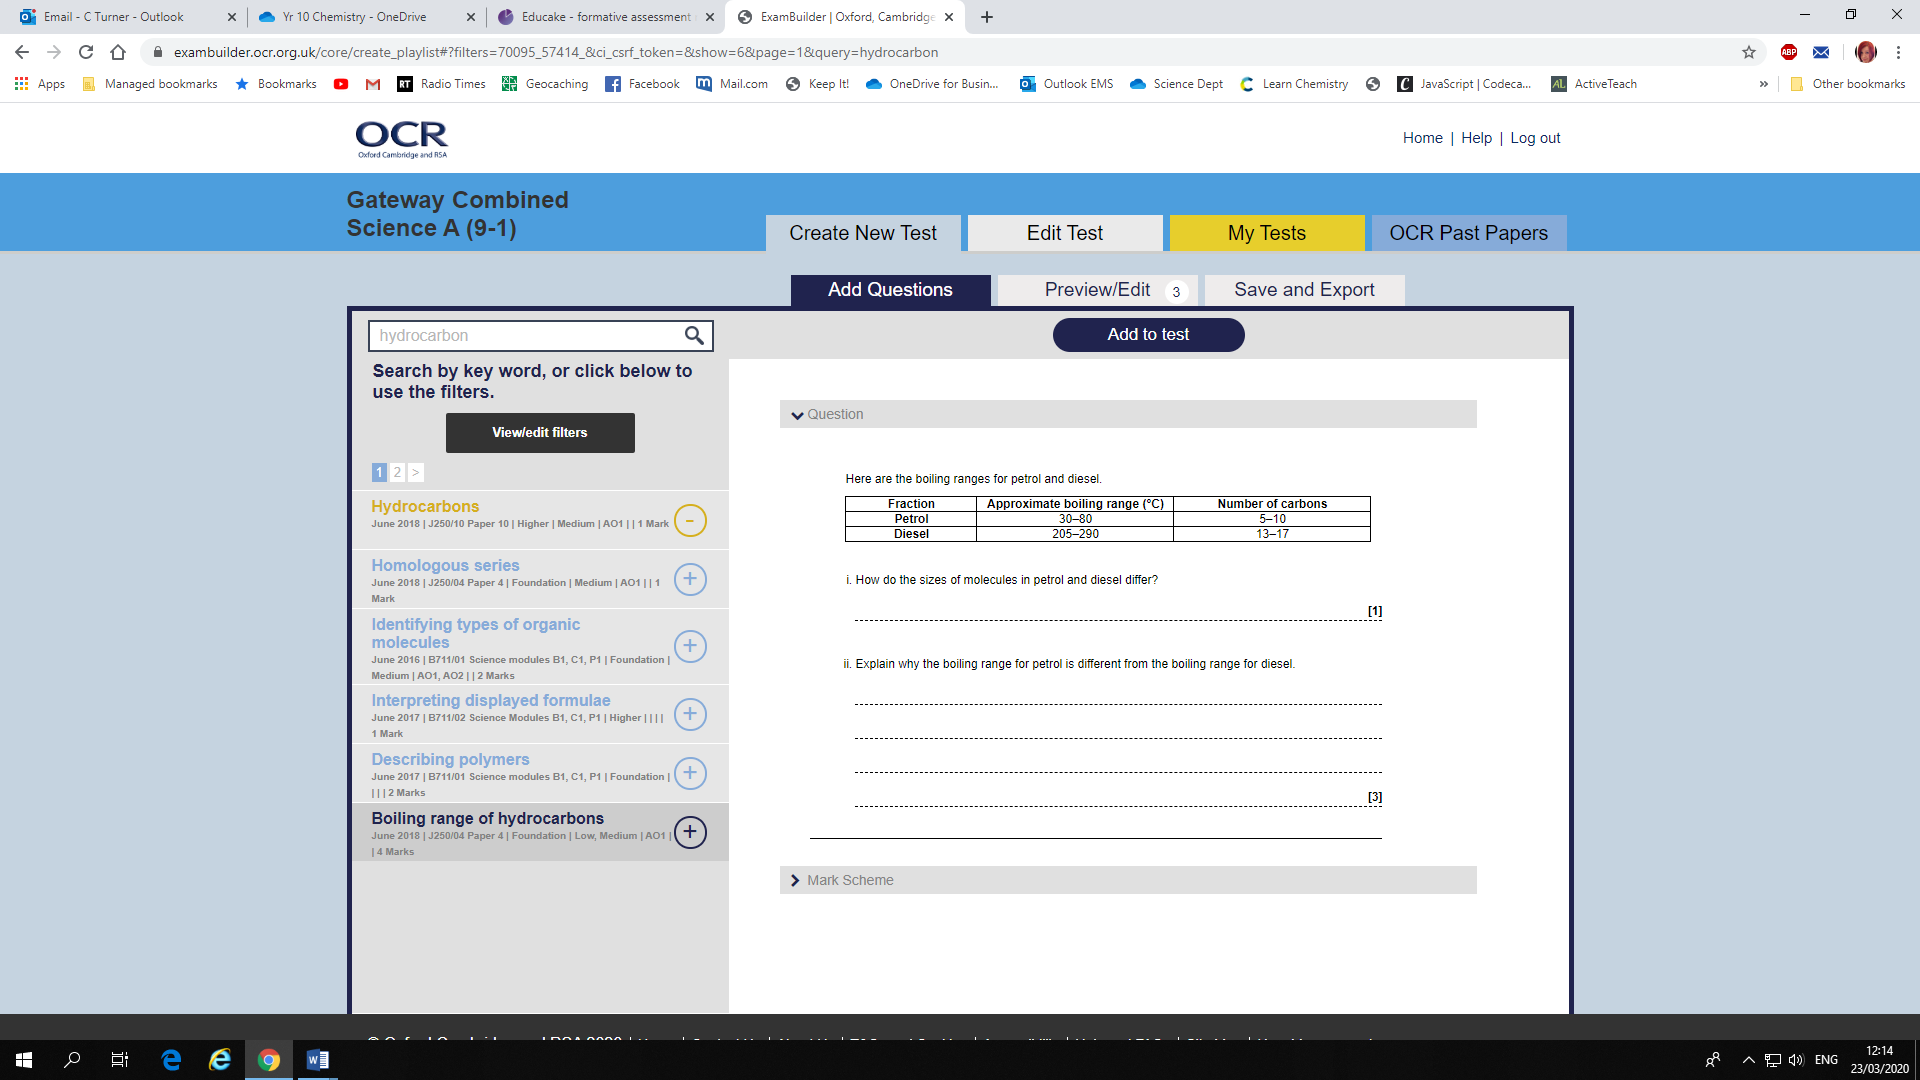 Email - C Turner - Outlook
Yr 10 Chemistry - OneDrive
Educake - formative assessment
ExamBuilder | Oxford, Cambridge
exambuilder.ocr.org.uk/core/create_playlist#?filters=70095_57414_&ci_csrf_token=&show=6&page=1&query=hydrocarbon
ABP
Apps Managed bookmarks Bookmarks RT Radio Times Geocaching Facebook Mail.com Keep It! OneDrive for Busin... Outlook EMS Science Dept Learn Chemistry JavaScript | Codeca... AL ActiveTeach » Other bookmarks
OCR
Oxford Cambridge and RSA
Home | Help | Log out
Gateway Combined
Science A (9-1)
Create New Test
Edit Test
My Tests
OCR Past Papers
Add Questions
Preview/Edit 3
Save and Export
hydrocarbon
Search by key word, or click below to
use the filters.
View/edit filters
1 2 >
Hydrocarbons
June 2018 | J250/10 Paper 10 | Higher | Medium | AO1 | | 1 Mark
Homologous series
June 2018 | J250/04 Paper 4 | Foundation | Medium | AO1 | | 1
Mark
Identifying types of organic
molecules
June 2016 | B711/01 Science modules B1, C1, P1 | Foundation |
Medium | AO1, AO2 | | 2 Marks
Interpreting displayed formulae
June 2017 | B711/02 Science Modules B1, C1, P1 | Higher | | | |
1 Mark
Describing polymers
June 2017 | B711/01 Science modules B1, C1, P1 | Foundation |
| | | 2 Marks
Boiling range of hydrocarbons
June 2018 | J250/04 Paper 4 | Foundation | Low, Medium | AO1 |
| 4 Marks
Add to test
Question
Here are the boiling ranges for petrol and diesel.
Fraction Approximate boiling range (°C) Number of carbons
Petrol 30–80 5–10
Diesel 205–290 13–17
i. How do the sizes of molecules in petrol and diesel differ?
[1]
ii. Explain why the boiling range for petrol is different from the boiling range for diesel.
[3]
Mark Scheme
ENG
12:14
23/03/2020